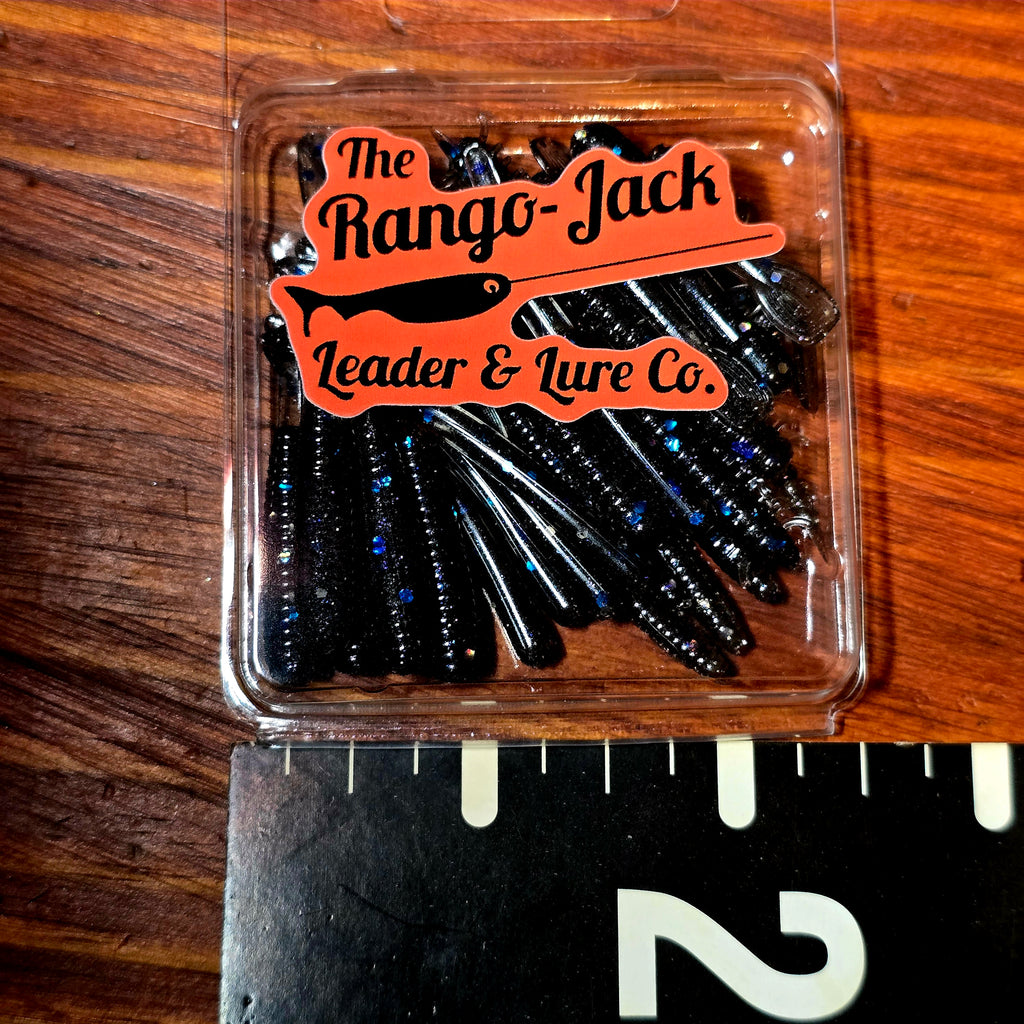 The
Rango-Jack
Leader & Lure Co.
2